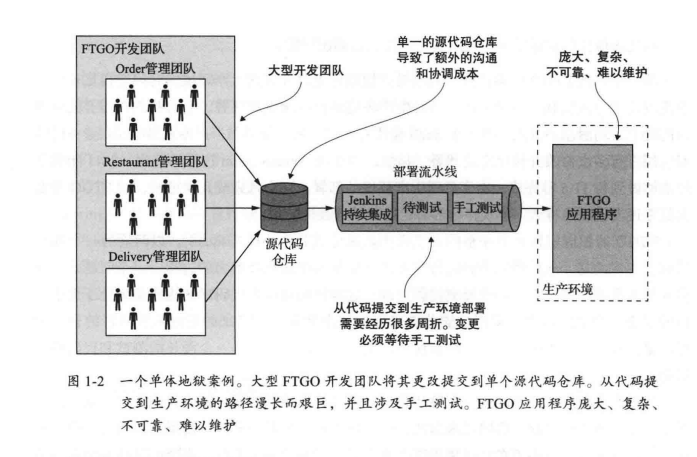 FTGO开发团队
Order管理团队
Restaurant管理团队
Delivery管理团队
大型开发团队
单一的源代码仓库
导致了额外的沟通
和协调成本
庞大、复杂、
不可靠、难以维护
源代码
仓库
部署流水线
Jenkins
持续集成
待测试
手工测试
FTGO
应用程序
生产环境
从代码提交到生产环境部署
需要经历很多周折。变更
必须等待手工测试
图 1-2 一个单体地狱案例。大型 FTGO 开发团队将其更改提交到单个源代码仓库。从代码提
交到生产环境的路径漫长而艰巨，并且涉及手工测试。FTGO 应用程序庞大、复杂、
不可靠、难以维护